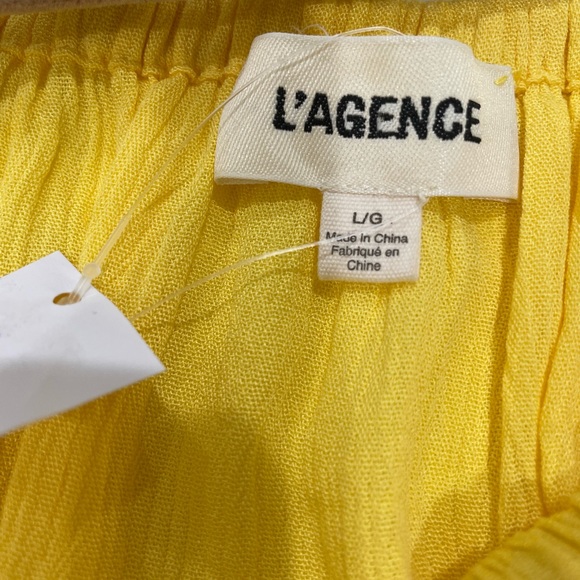 L'AGENCE
L/G
Made in China
Fabriqué en
Chine